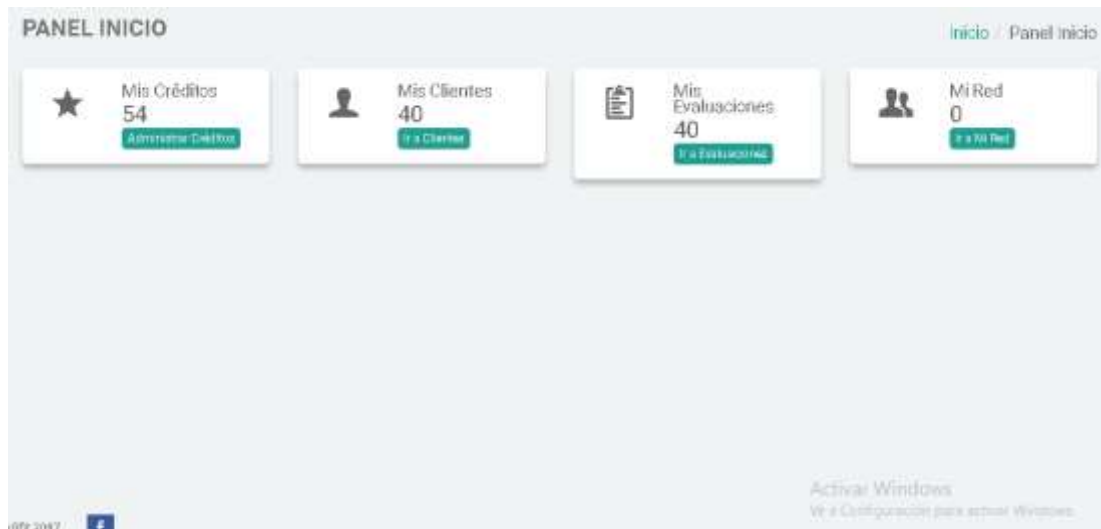 PANEL INICIO
Inicio / Panel Inicio
Mis Créditos
54
Administrar Créditos
Mis Clientes
40
Ir a Clientes
Mis
Evaluaciones
40
Ir a Evaluaciones
Mi Red
0
Ir a Mi Red
Activar Windows
Ve a Configuración para activar Windows.